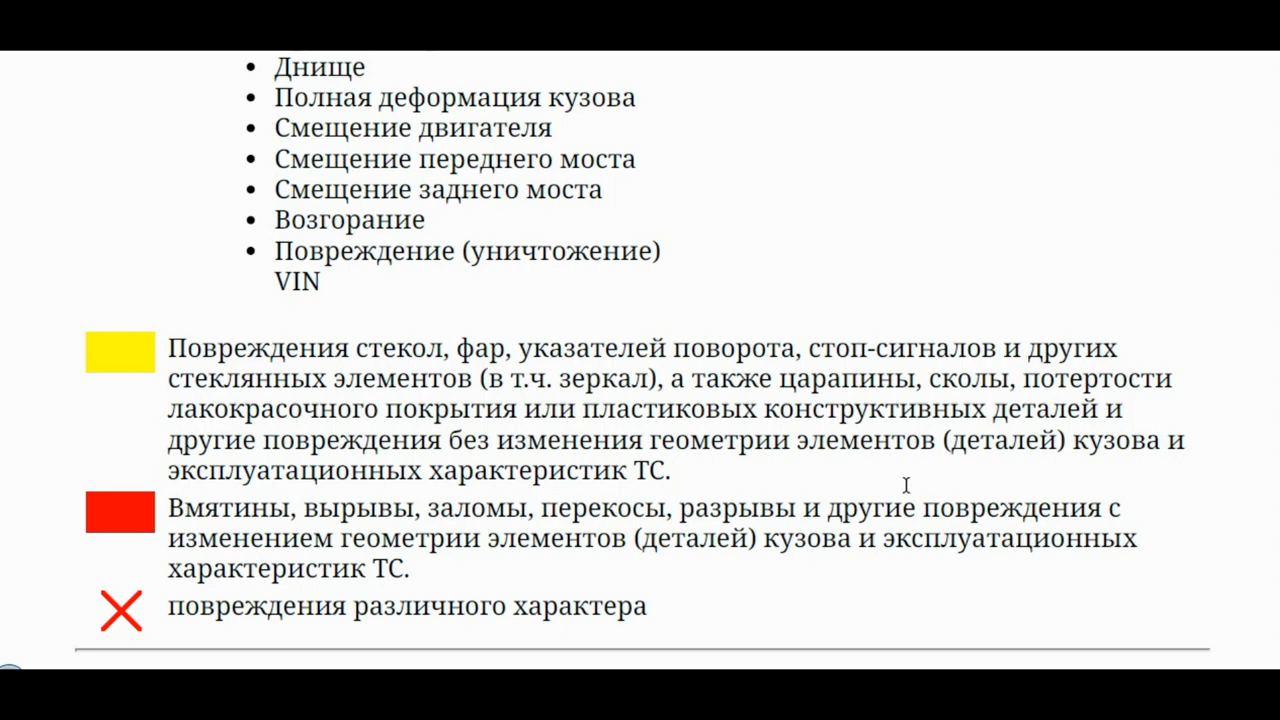 Днище
Полная деформация кузова
Смещение двигателя
Смещение переднего моста
Смещение заднего моста
Возгорание
Повреждение (уничтожение)
VIN
Повреждения стекол, фар, указателей поворота, стоп-сигналов и других
стеклянных элементов (в т.ч. зеркал), а также царапины, сколы, потертости
лакокрасочного покрытия или пластиковых конструктивных деталей и
другие повреждения без изменения геометрии элементов (деталей) кузова и
эксплуатационных характеристик ТС.
Вмятины, вырывы, заломы, перекосы, разрывы и другие повреждения с
изменением геометрии элементов (деталей) кузова и эксплуатационных
характеристик ТС.
повреждения различного характера